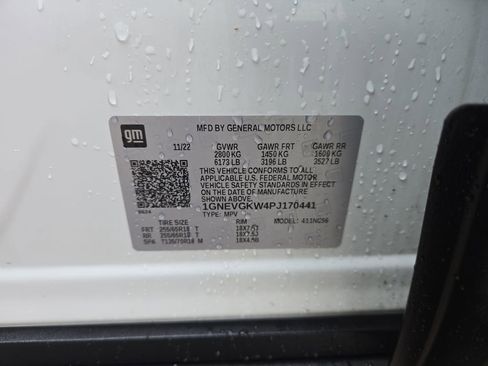 gm
MFD BY GENERAL MOTORS LLC
11/22 GVWR GAWR FRT GAWR RR
2800 KG 1450 KG 1600 KG
6173 LB 3196 LB 3527 LB
THIS VEHICLE CONFORMS TO ALL
APPLICABLE U.S. FEDERAL MOTOR
VEHICLE SAFETY STANDARDS IN EFFECT
ON THE DATE OF MANUFACTURE SHOWN ABOVE.
1GNEVGKW4PJ170441
TYPE: MPV
TIRE SIZE RIM
FRT 255/65R18 T 18X7.5J
RR 255/65R18 T 18X7.5J
SPA T135/70R18 M 18X4.5B